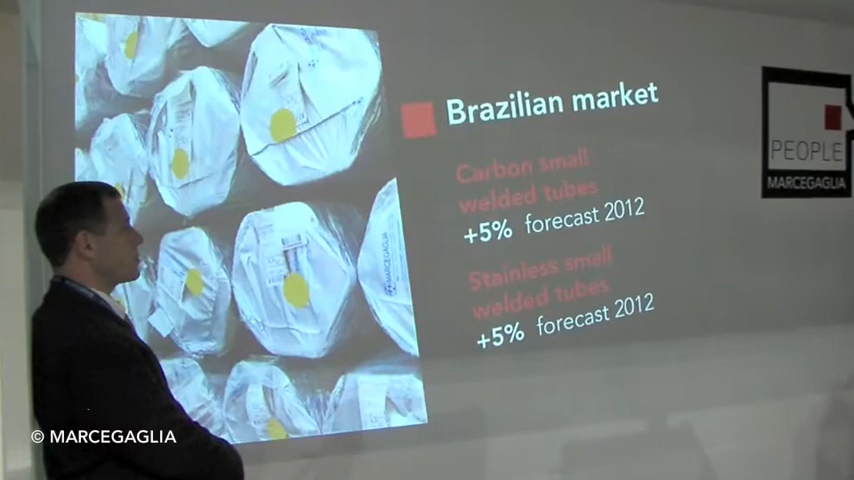 Brazilian market
Carbon small
welded tubes
+5% forecast 2012
Stainless small
welded tubes
+5% forecast 2012
PEOPLE
MARCEGAGLIA
MARCEGAGLIA
© MARCEGAGLIA